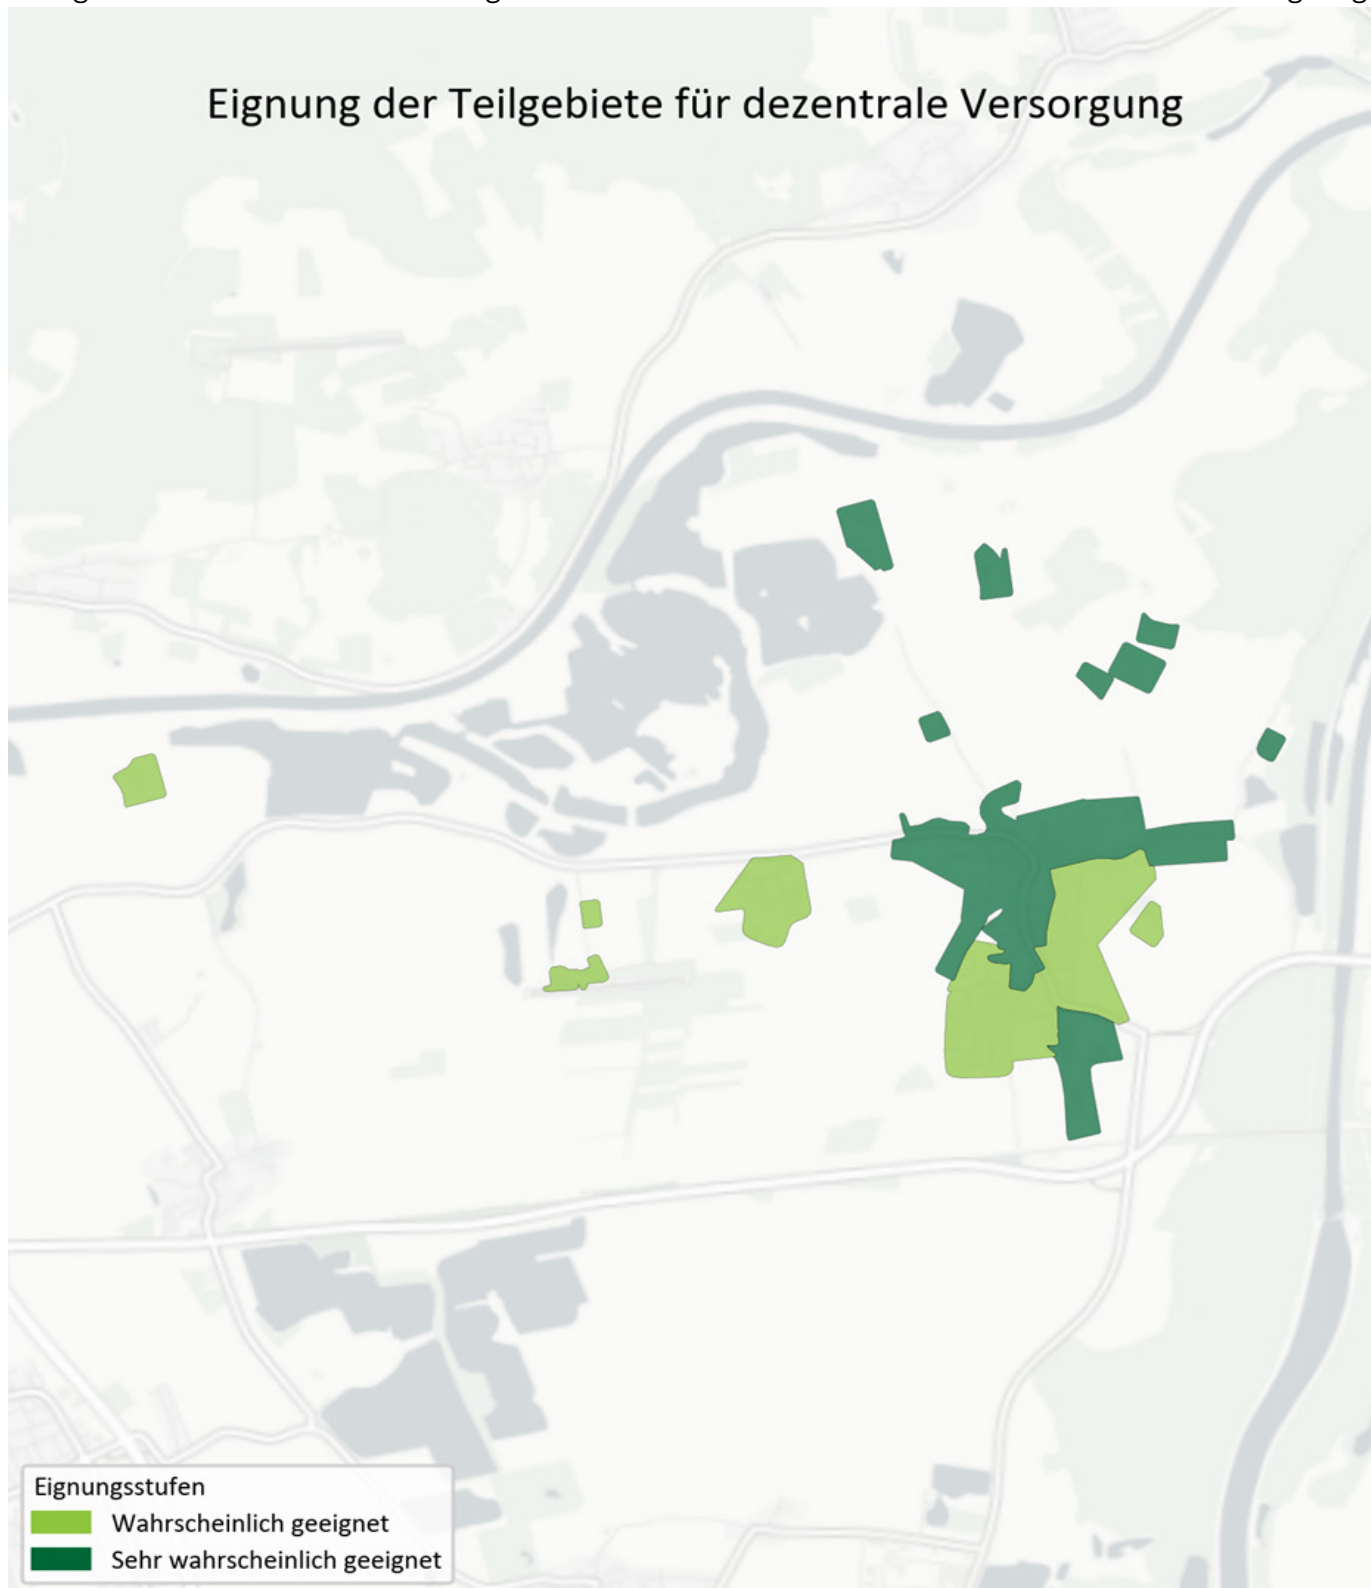 Eignung der Teilgebiete für dezentrale Versorgung
Eignungsstufen
Wahrscheinlich geeignet
Sehr wahrscheinlich geeignet